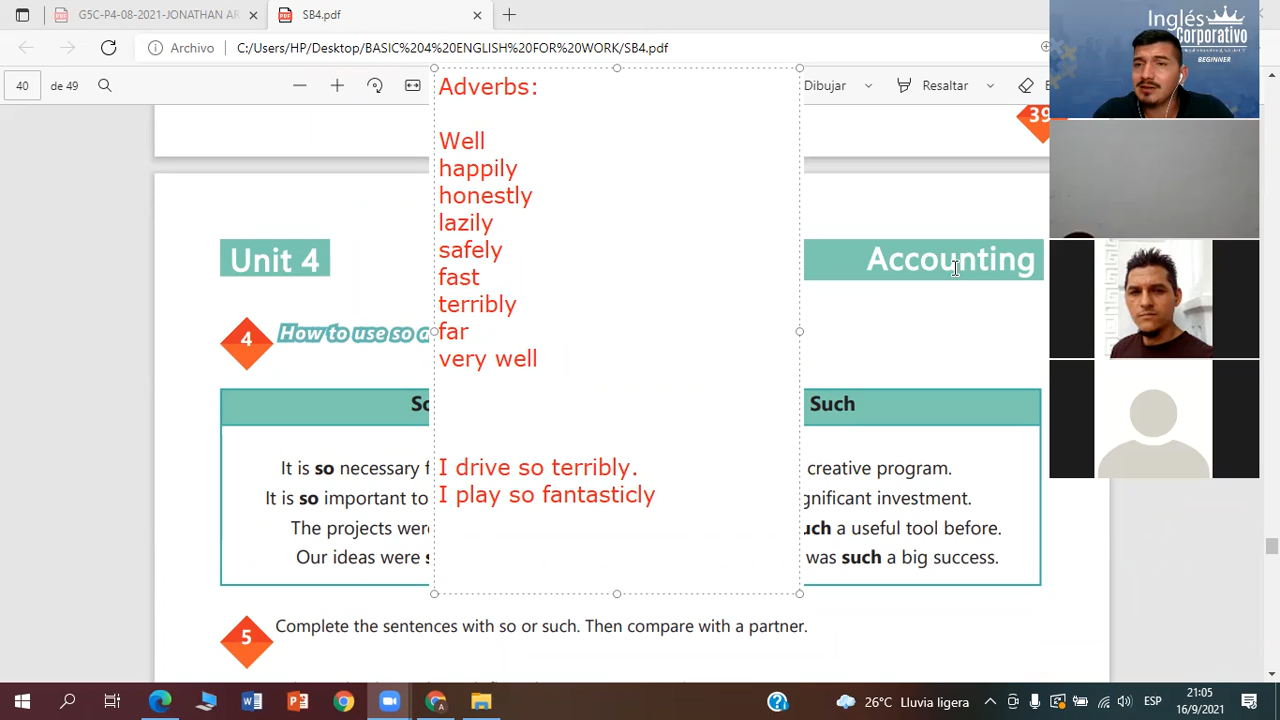 G5C-P4-08-2021-JONATHAN AR
SB4.pdf
Archivo
C:/Users/HP/Desktop/BASIC%204%20ENGLISH%20FOR%20WORK/SB4.pdf
40 de 49
Dibujar
Resaltar
Inglés
Corporativo
BEGINNER
39
Adverbs:
Well
happily
honestly
lazily
safely
fast
terribly
far
very well
I drive so terribly.
I play so fantasticly
Unit 4
Accounting
4
How to use so a
Such
It is so necessary f
creative program.
It is so important to
gnificant investment.
The projects were
uch a useful tool before.
Our ideas were s
was such a big success.
5
Complete the sentences with so or such. Then compare with a partner.
26°C Lluvia ligera
ESP
21:05
16/9/2021